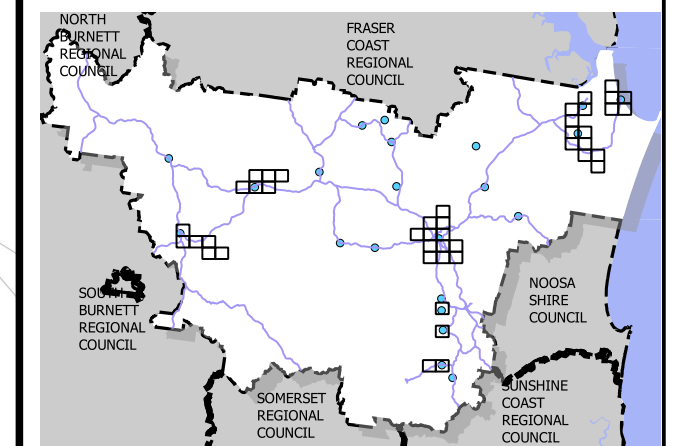 NORTH
BURNETT
REGIONAL
COUNCIL
FRASER
COAST
REGIONAL
COUNCIL
SOUTH
BURNETT
REGIONAL
COUNCIL
NOOSA
SHIRE
COUNCIL
SOMERSET
REGIONAL
COUNCIL
SUNSHINE
COAST
REGIONAL
COUNCIL